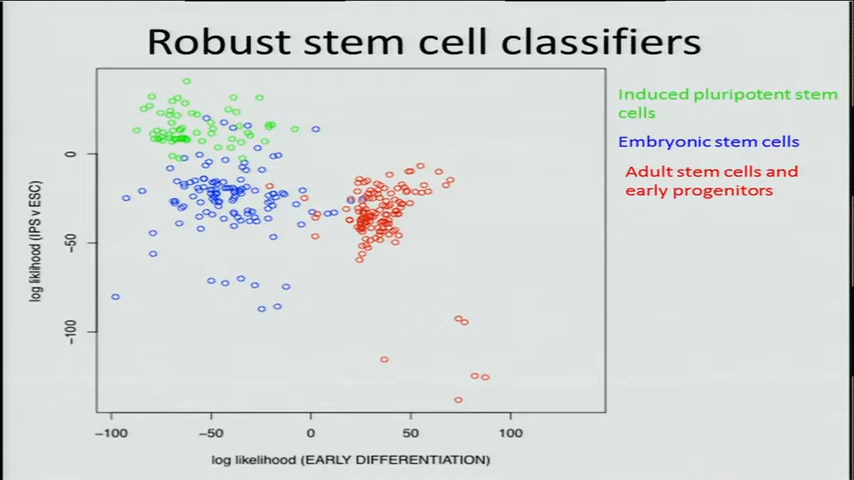 Robust stem cell classifiers
Induced pluripotent stem
cells
Embryonic stem cells
Adult stem cells and
early progenitors
log liklihood (IPS v ESC)
0
−50
−100
−100 −50 0 50 100
log likelihood (EARLY DIFFERENTIATION)